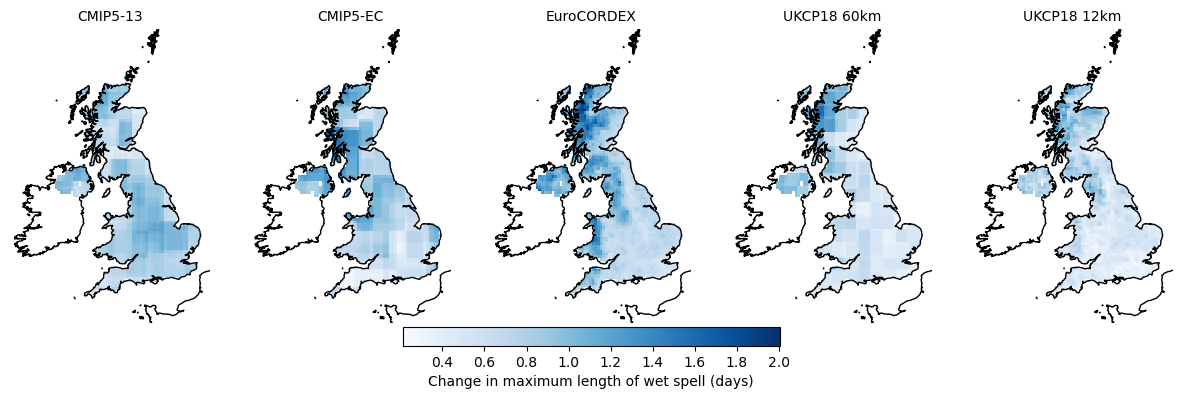 CMIP5-13 CMIP5-EC EuroCORDEX UKCP18 60km UKCP18 12km
0.4 0.6 0.8 1.0 1.2 1.4 1.6 1.8 2.0
Change in maximum length of wet spell (days)